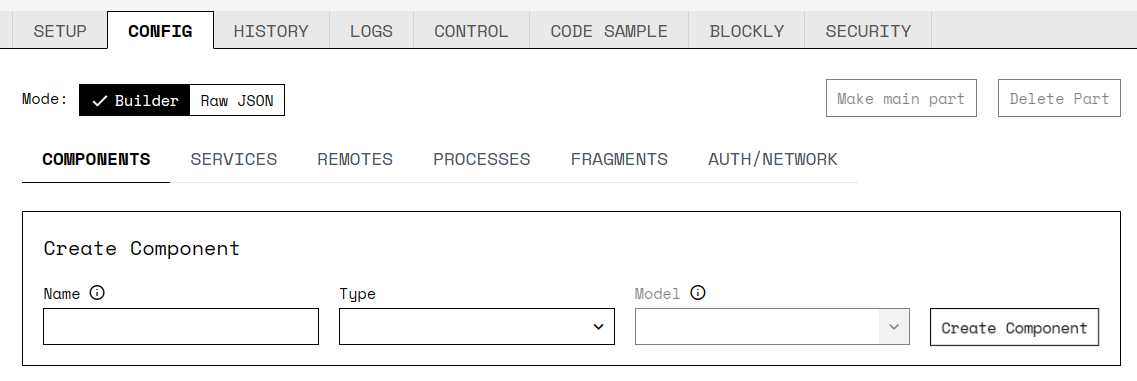 SETUP CONFIG HISTORY LOGS CONTROL CODE SAMPLE BLOCKLY SECURITY
Mode: Builder Raw JSON Make main part Delete Part
COMPONENTS SERVICES REMOTES PROCESSES FRAGMENTS AUTH/NETWORK
Create Component
Name Type Model
Create Component